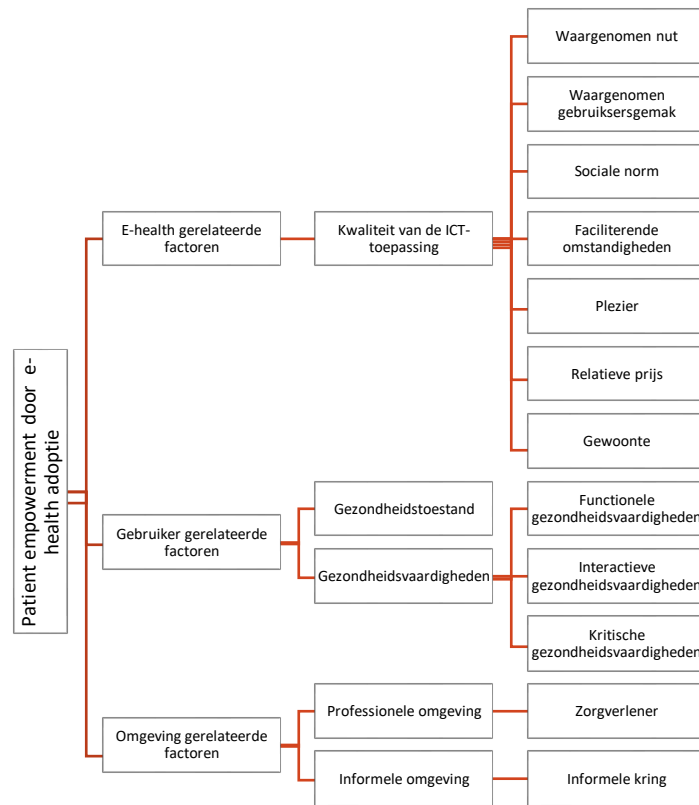 Patient empowerment door e-
health adoptie
E-health gerelateerde
factoren
Kwaliteit van de ICT-
toepassing
Waargenomen nut
Waargenomen
gebruiksersgemak
Sociale norm
Faciliterende
omstandigheden
Plezier
Relatieve prijs
Gewoonte
Gebruiker gerelateerde
factoren
Gezondheidstoestand
Gezondheidsvaardigheden
Functionele
gezondheidsvaardigheden
Interactieve
gezondheidsvaardigheden
Kritische
gezondheidsvaardigheden
Omgeving gerelateerde
factoren
Professionele omgeving
Zorgverlener
Informele omgeving
Informele kring